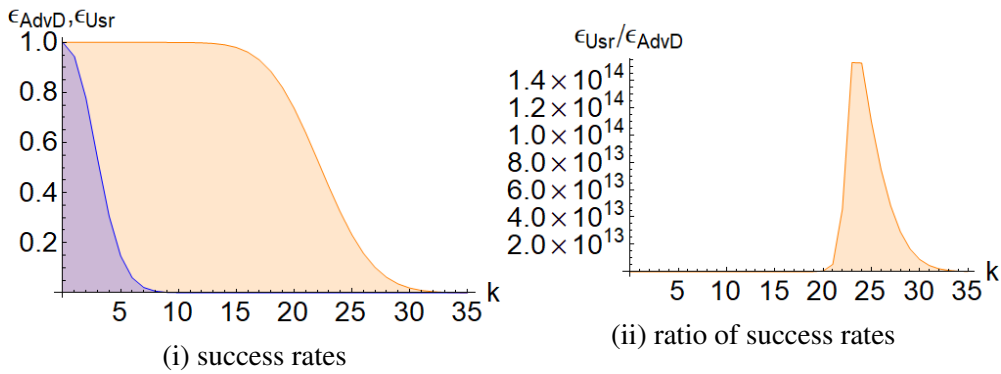 ϵAdvD,ϵUsr
1.0
0.8
0.6
0.4
0.2
5 10 15 20 25 30 35 k
(i) success rates
ϵUsr/ϵAdvD
1.4×10¹⁴
1.2×10¹⁴
1.0×10¹⁴
8.0×10¹³
6.0×10¹³
4.0×10¹³
2.0×10¹³
5 10 15 20 25 30 35 k
(ii) ratio of success rates